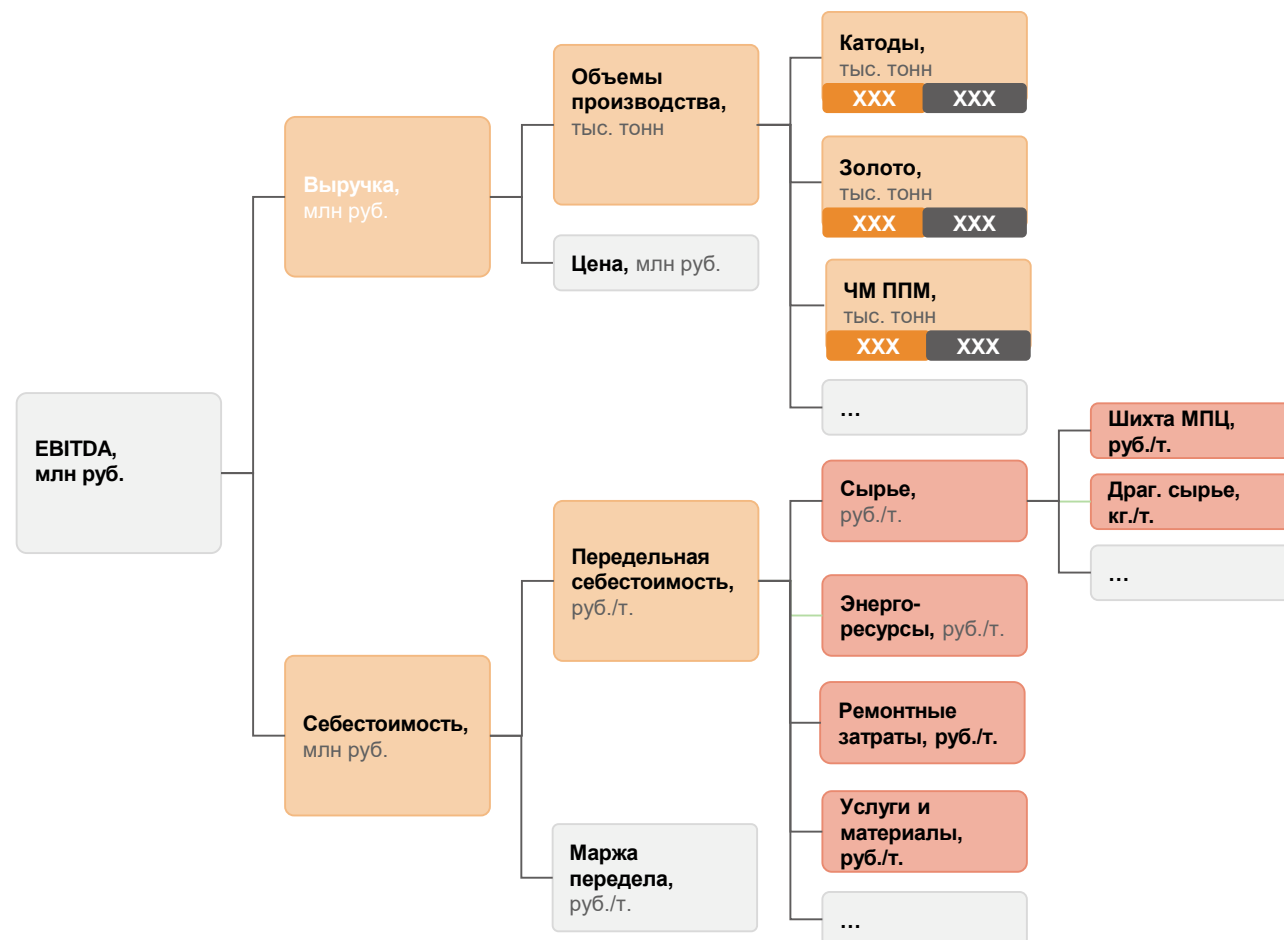 EBITDA,
млн руб.
Выручка,
млн руб.
Объемы
производства,
тыс. тонн
Катоды,
тыс. тонн
XXX XXX
Золото,
тыс. тонн
XXX XXX
ЧМ ППМ,
тыс. тонн
XXX XXX
…
Цена, млн руб.
Себестоимость,
млн руб.
Передельная
себестоимость,
руб./т.
Сырье,
руб./т.
Шихта МПЦ,
руб./т.
Драг. сырье,
кг./т.
…
Энерго-
ресурсы, руб./т.
Ремонтные
затраты, руб./т.
Услуги и
материалы,
руб./т.
…
Маржа
передела,
руб./т.